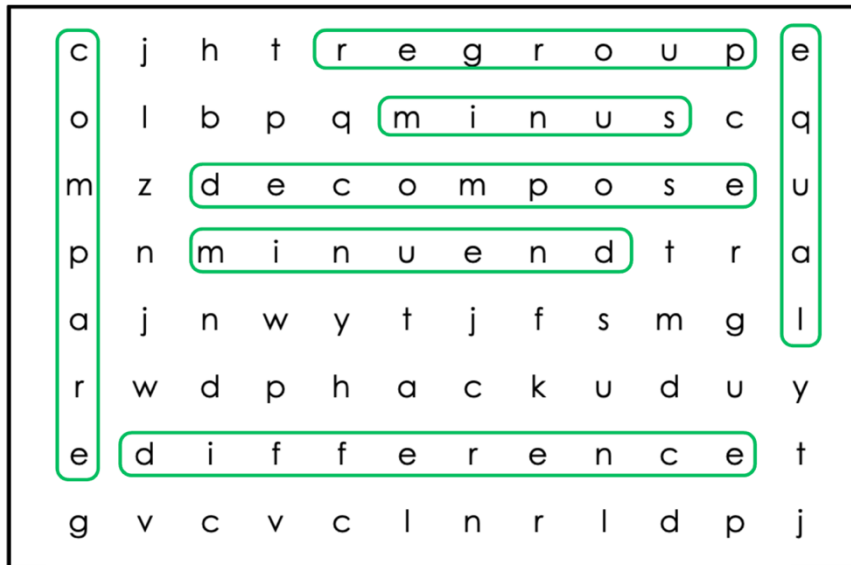 c j h t r e g r o u p e
o l b p q m i n u s c q
m z d e c o m p o s e u
p n m i n u e n d t r a
a j n w y t j f s m g l
r w d p h a c k u d u y
e d i f f e r e n c e t
g v c v c l n r l d p j